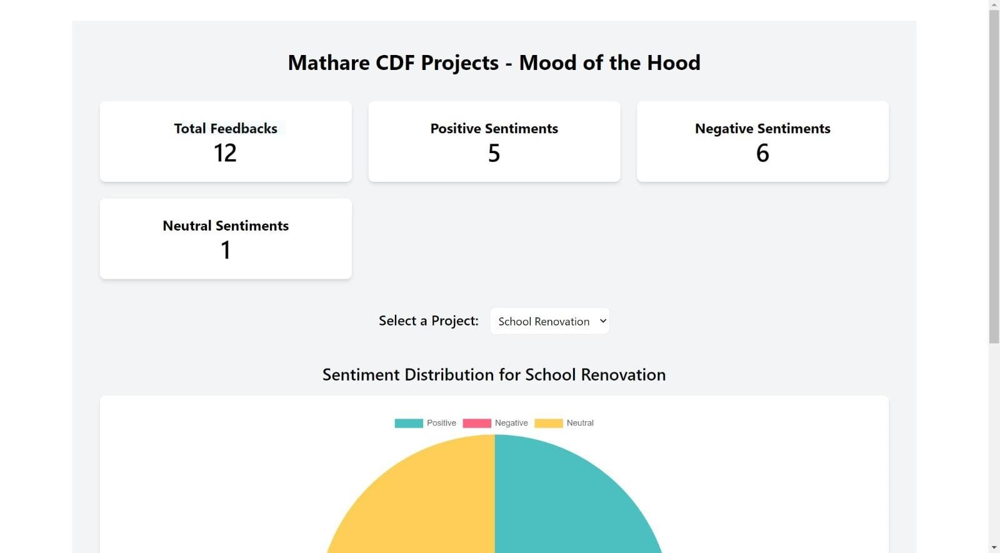 Mathare CDF Projects - Mood of the Hood
Total Feedbacks
12
Positive Sentiments
5
Negative Sentiments
6
Neutral Sentiments
1
Select a Project: School Renovation
Sentiment Distribution for School Renovation
Positive Negative Neutral